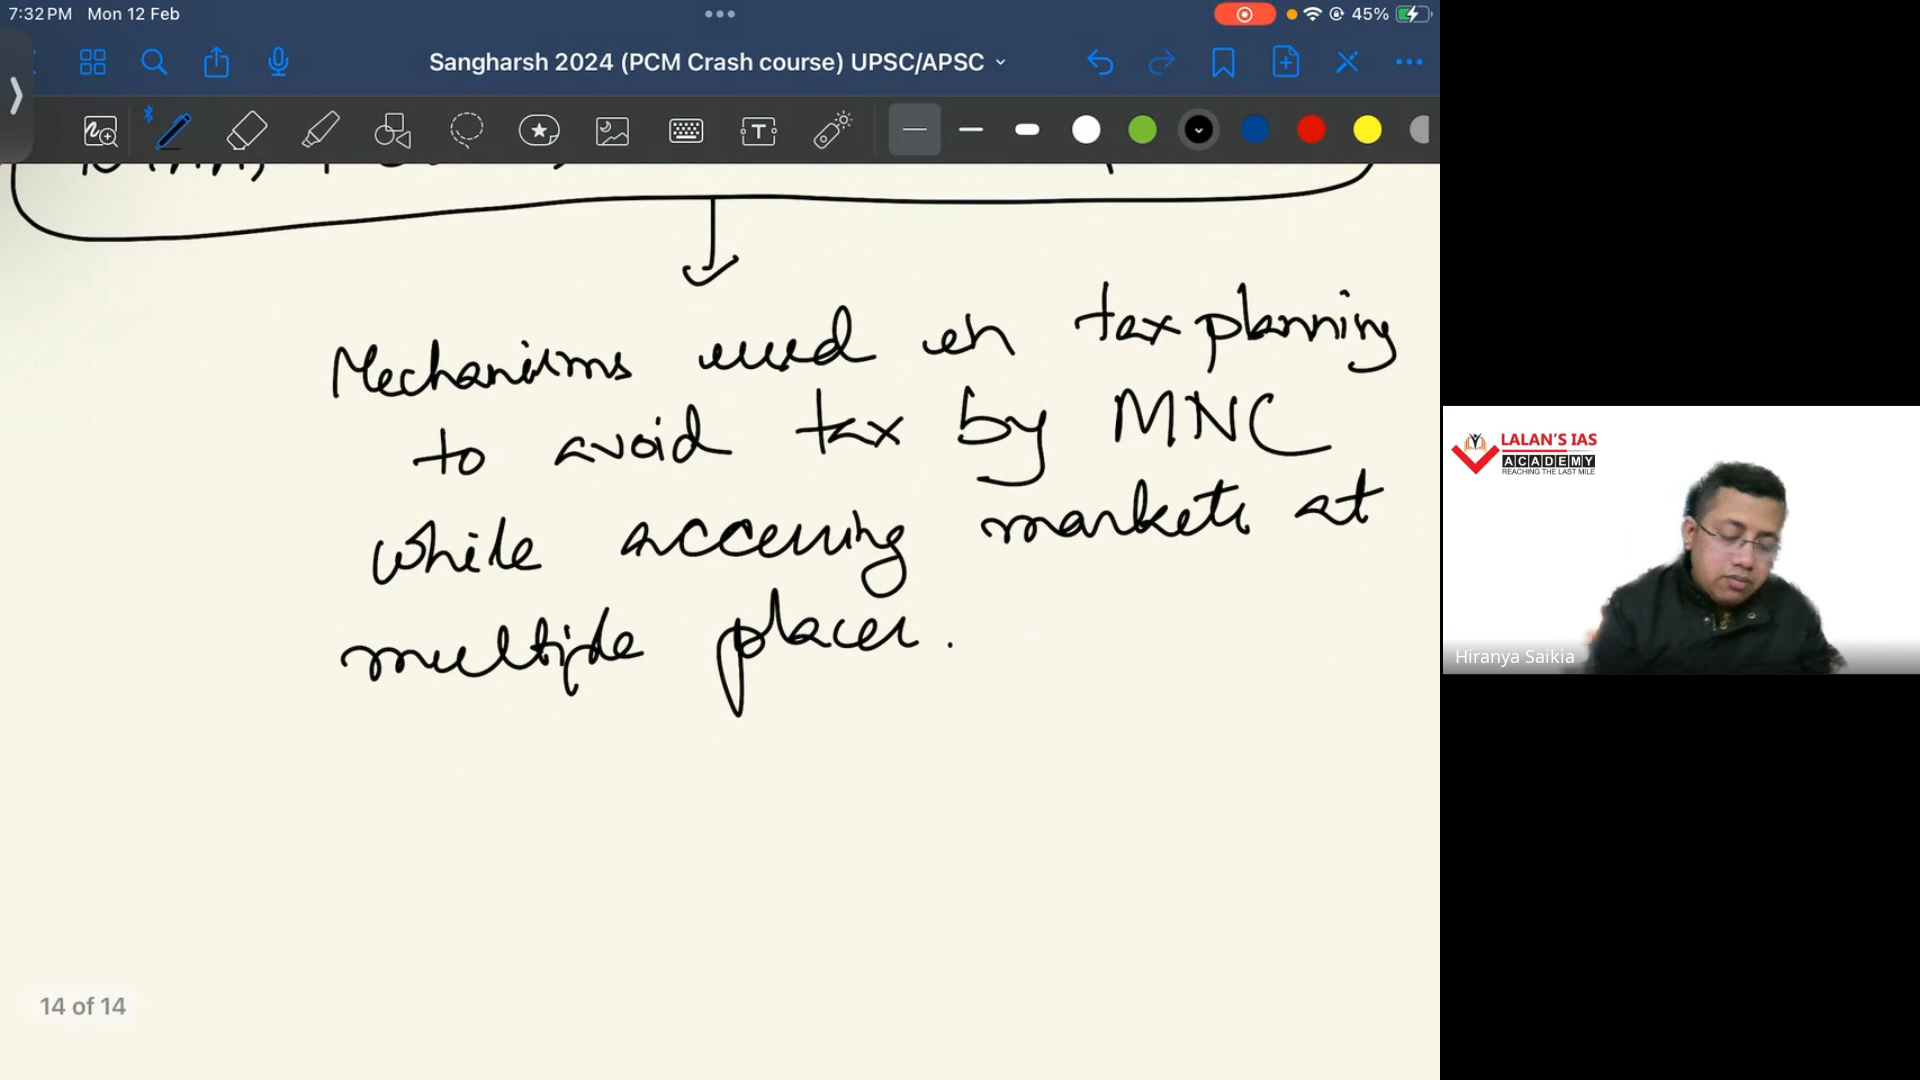 7:32 PM Mon 12 Feb
45%
Sangharsh 2024 (PCM Crash course) UPSC/APSC
T
Mechanisms used in tax planning
to avoid tax by MNC
while accessing markets at
multiple places.
14 of 14
LALAN'S IAS
ACADEMY
REACHING THE LAST MILE
Hiranya Saikia